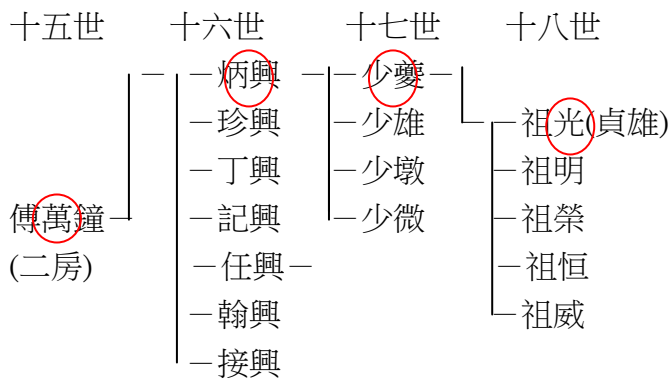 十五世 十六世 十七世 十八世
炳興 少夔
珍興 少雄 祖光(貞雄)
丁興 少墩 祖明
傅萬鐘 記興 少微 祖榮
(二房) 任興 祖恒
翰興 祖威
接興